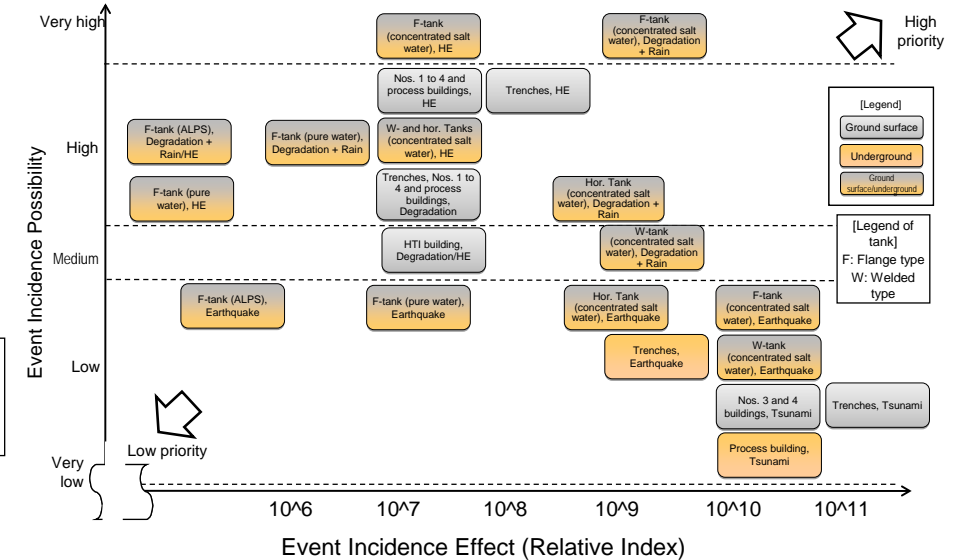 Very high
F-tank
(concentrated salt
water), HE
F-tank
(concentrated salt
water), Degradation
+ Rain
High
priority
Nos. 1 to 4 and
process buildings,
HE
Trenches, HE
[Legend]
Ground surface
Underground
Ground
surface/underground
High
F-tank (ALPS),
Degradation +
Rain/HE
F-tank (pure water),
Degradation + Rain
W- and hor. Tanks
(concentrated salt
water), HE
F-tank (pure
water), HE
Trenches, Nos. 1 to
4 and process
buildings,
Degradation
Hor. Tank
(concentrated salt
water), Degradation +
Rain
[Legend of
tank]
F: Flange type
W: Welded
type
Medium
HTI building,
Degradation/HE
W-tank
(concentrated salt
water), Degradation
+ Rain
F-tank (ALPS),
Earthquake
F-tank (pure water),
Earthquake
Hor. Tank
(concentrated salt
water), Earthquake
F-tank
(concentrated salt
water), Earthquake
Low
Trenches,
Earthquake
W-tank
(concentrated salt
water), Earthquake
Nos. 3 and 4
buildings, Tsunami
Trenches, Tsunami
Process building,
Tsunami
Low priority
Very
low
Event Incidence Possibility
10^6
10^7
10^8
10^9
10^10
10^11
Event Incidence Effect (Relative Index)